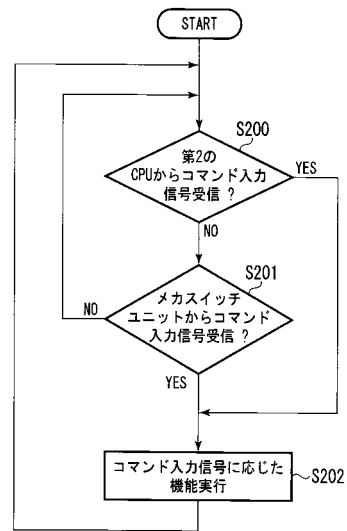 START
S200
第2の
CPUからコマンド入力
信号受信 ?
YES
NO
S201
メカスイッチ
ユニットからコマンド
入力信号受信 ?
NO
YES
コマンド入力信号に応じた
機能実行
S202